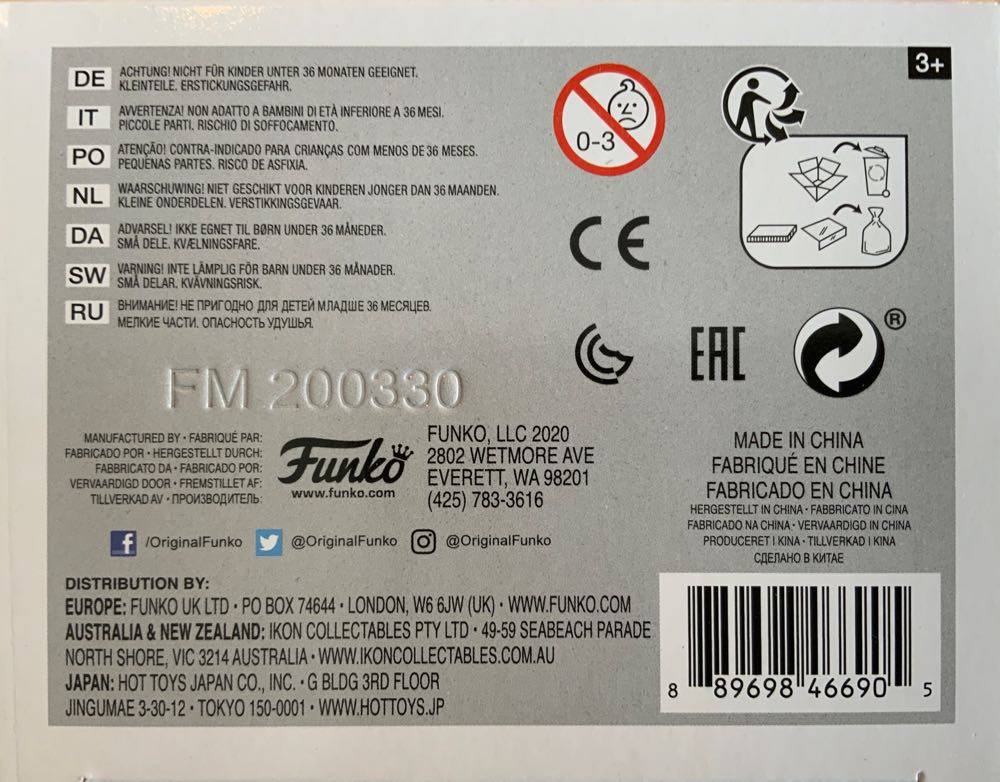 DE ACHTUNG! NICHT FÜR KINDER UNTER 36 MONATEN GEEIGNET.
KLEINTEILE. ERSTICKUNGSGEFAHR.
IT AVVERTENZA! NON ADATTO A BAMBINI DI ETÀ INFERIORE A 36 MESI.
PICCOLE PARTI. RISCHIO DI SOFFOCAMENTO.
PO ATENÇÃO! CONTRA-INDICADO PARA CRIANÇAS COM MENOS DE 36 MESES.
PEQUENAS PARTES. RISCO DE ASFIXIA.
NL WAARSCHUWING! NIET GESCHIKT VOOR KINDEREN JONGER DAN 36 MAANDEN.
KLEINE ONDERDELEN. VERSTIKKINGSGEVAAR.
DA ADVARSEL! IKKE EGNET TIL BØRN UNDER 36 MÅNEDER.
SMÅ DELE. KVÆLNINGSFARE.
SW VARNING! INTE LÄMPLIG FÖR BARN UNDER 36 MÅNADER.
SMÅ DELAR. KVÄVNINGSRISK.
RU ВНИМАНИЕ! НЕ ПРИГОДНО ДЛЯ ДЕТЕЙ МЛАДШЕ 36 МЕСЯЦЕВ.
МЕЛКИЕ ЧАСТИ. ОПАСНОСТЬ УДУШЬЯ.
0-3
3+
CE
EAC
®
FM 200330
MANUFACTURED BY • FABRIQUÉ PAR:
FABRICADO POR • HERGESTELLT DURCH:
FABBRICATO DA • FABRICADO POR:
VERVAARDIGD DOOR • FREMSTILLET AF:
TILLVERKAD AV • ПРОИЗВОДИТЕЛЬ:
Funko
www.funko.com
FUNKO, LLC 2020
2802 WETMORE AVE
EVERETT, WA 98201
(425) 783-3616
MADE IN CHINA
FABRIQUÉ EN CHINE
FABRICADO EN CHINA
HERGESTELLT IN CHINA • FABBRICATO IN CINA
FABRICADO NA CHINA • VERVAARDIGD IN CHINA
PRODUCERET I KINA • TILLVERKAD I KINA
СДЕЛАНО В КИТАЕ
f /OriginalFunko @OriginalFunko @OriginalFunko
DISTRIBUTION BY:
EUROPE: FUNKO UK LTD • PO BOX 74644 • LONDON, W6 6JW (UK) • WWW.FUNKO.COM
AUSTRALIA & NEW ZEALAND: IKON COLLECTABLES PTY LTD • 49-59 SEABEACH PARADE
NORTH SHORE, VIC 3214 AUSTRALIA • WWW.IKONCOLLECTABLES.COM.AU
JAPAN: HOT TOYS JAPAN CO., INC. • G BLDG 3RD FLOOR
JINGUMAE 3-30-12 • TOKYO 150-0001 • WWW.HOTTOYS.JP
8 89698 46690 5